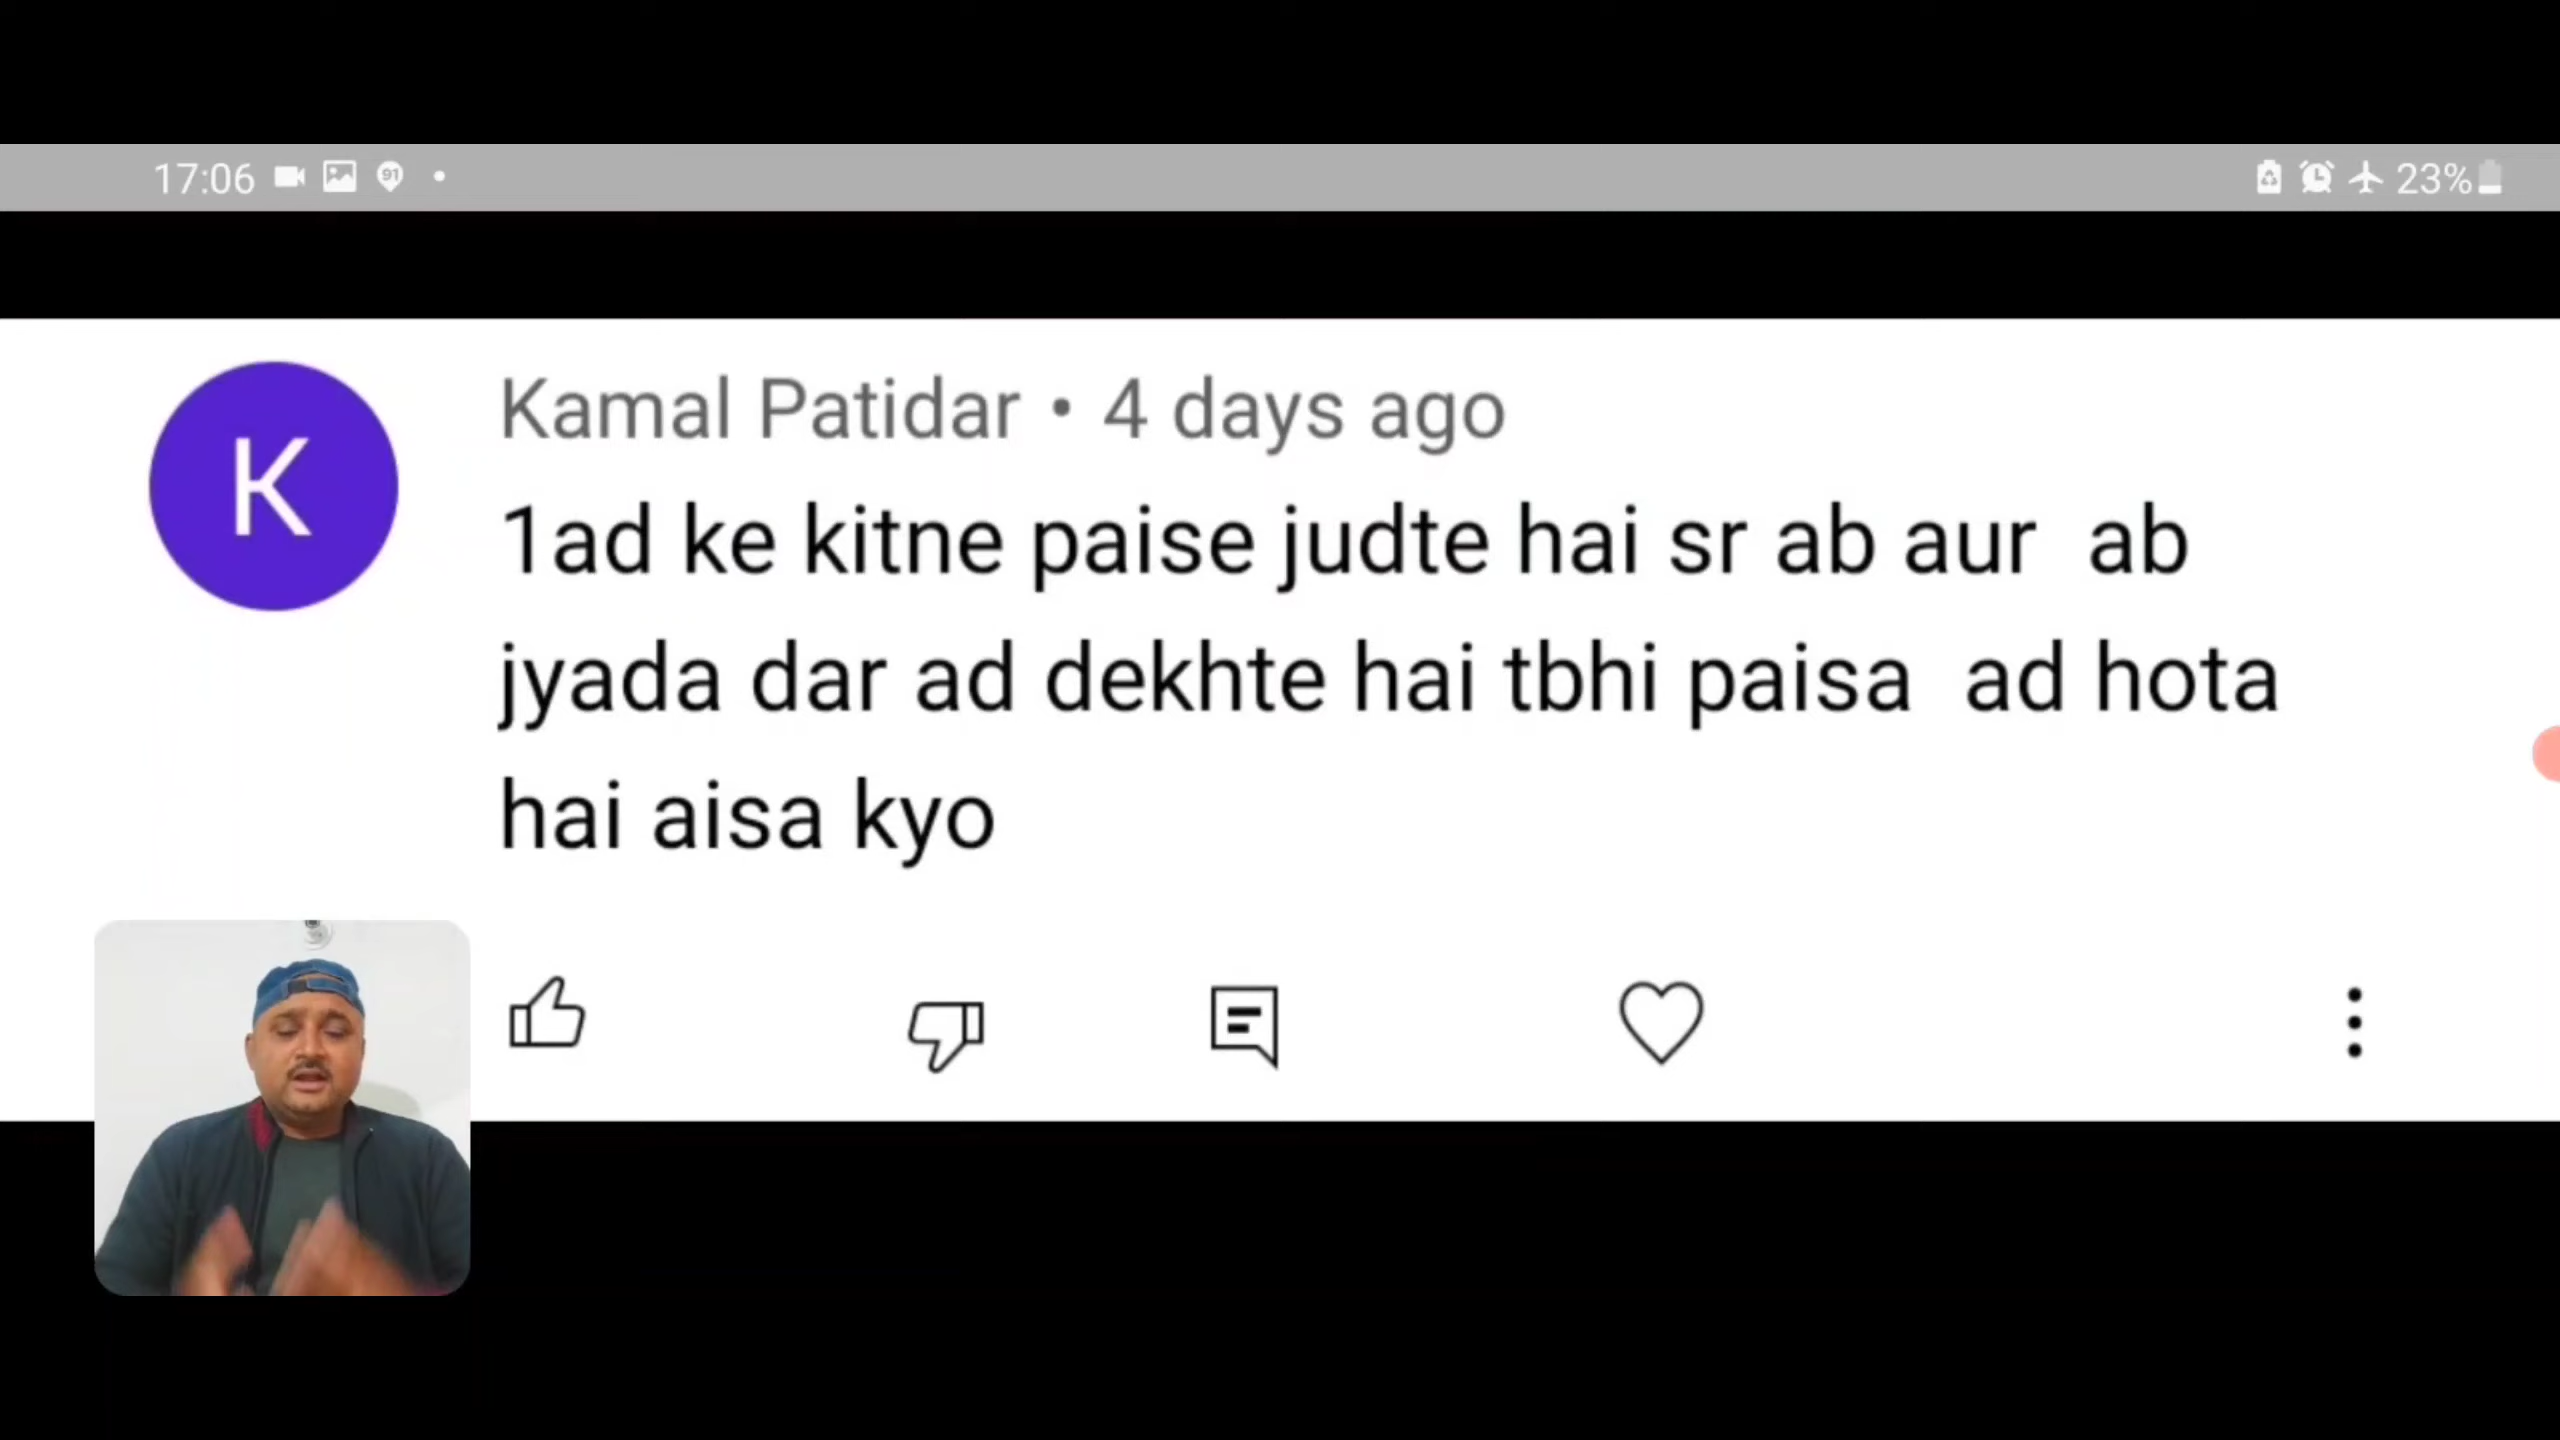 17:06 91 23%
Kamal Patidar • 4 days ago
K
1ad ke kitne paise judte hai sr ab aur ab
jyada dar ad dekhte hai tbhi paisa ad hota
hai aisa kyo